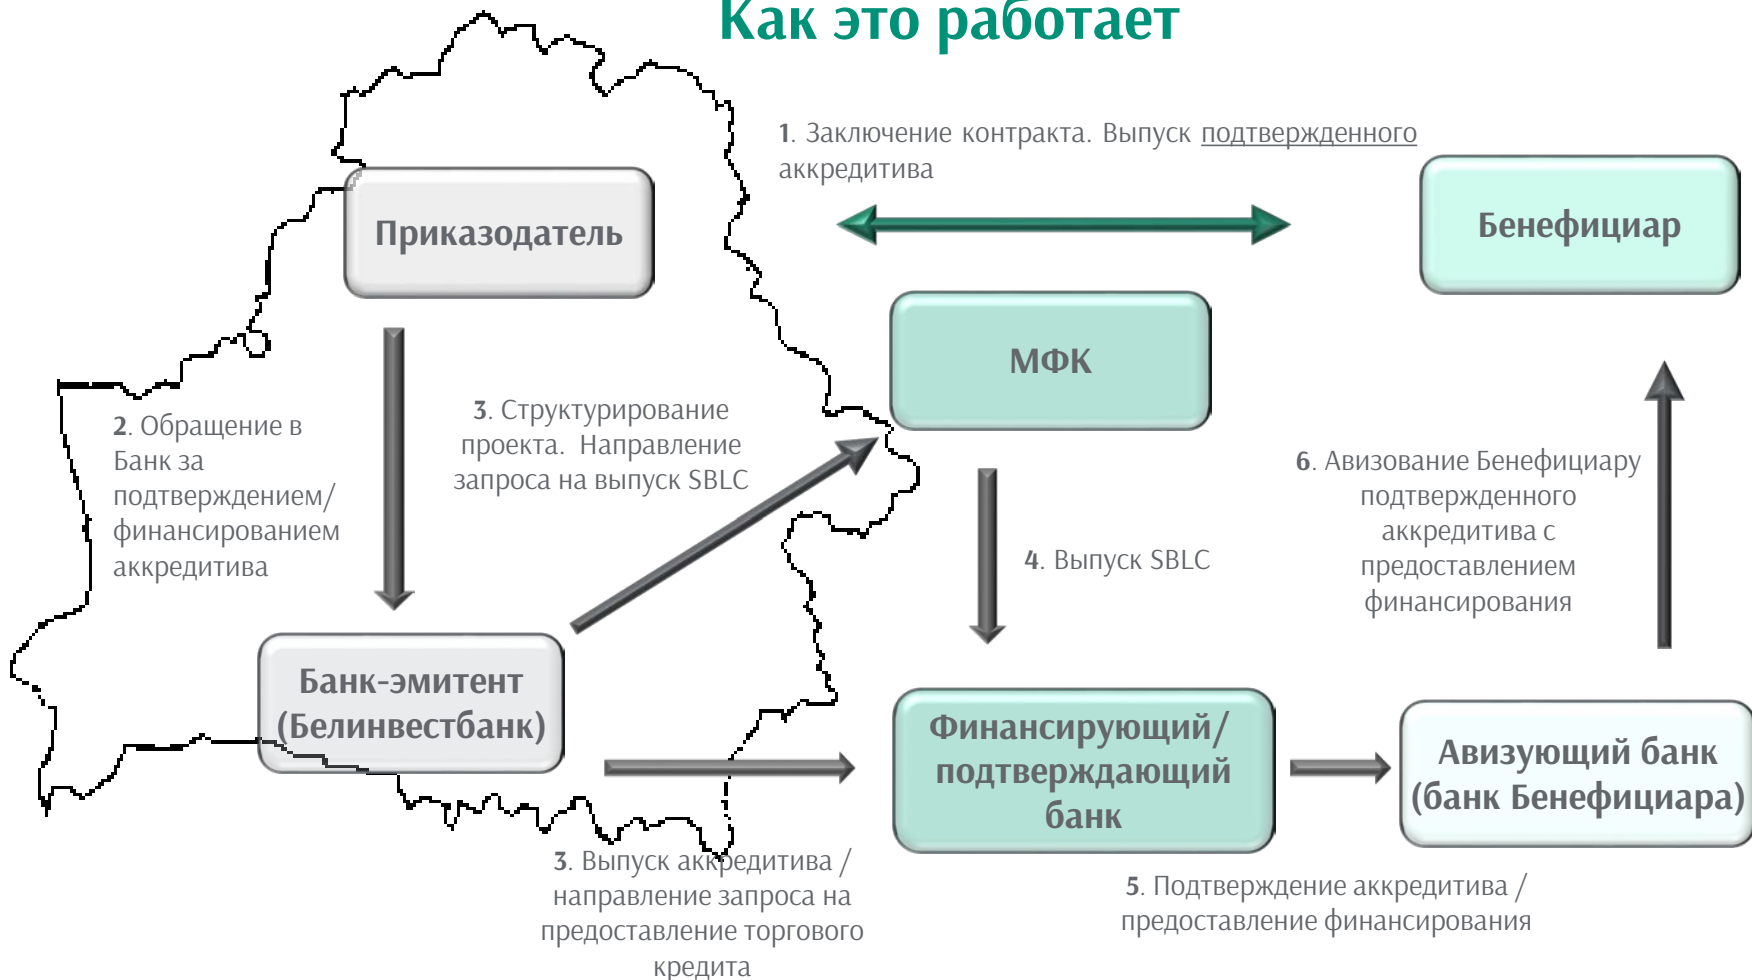 Как это работает
1. Заключение контракта. Выпуск подтвержденного
аккредитива
Приказодатель
Бенефициар
МФК
2. Обращение в
Банк за
подтверждением/
финансированием
аккредитива
3. Структурирование
проекта. Направление
запроса на выпуск SBLC
4. Выпуск SBLC
6. Авизование Бенефициару
подтвержденного
аккредитива с
предоставлением
финансирования
Банк-эмитент
(Белинвестбанк)
Финансирующий/
подтверждающий
банк
Авизующий банк
(банк Бенефициара)
3. Выпуск аккредитива /
направление запроса на
предоставление торгового
кредита
5. Подтверждение аккредитива /
предоставление финансирования